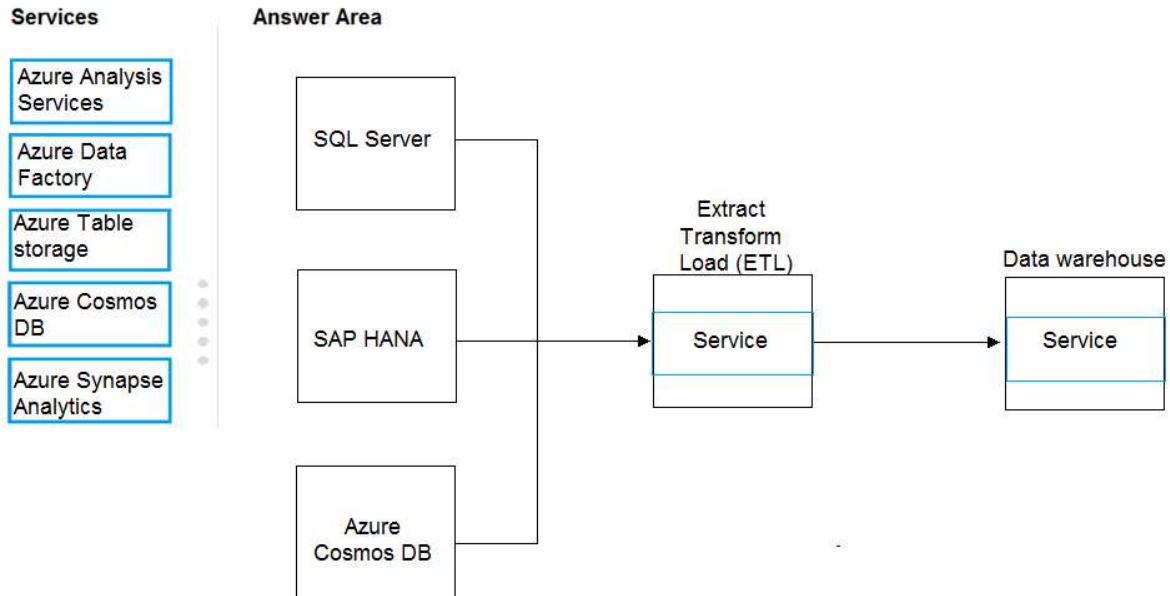 Services
Answer Area
Azure Analysis
Services
Azure Data
Factory
Azure Table
storage
Azure Cosmos
DB
Azure Synapse
Analytics
SQL Server
SAP HANA
Azure
Cosmos DB
Extract
Transform
Load (ETL)
Service
Data warehouse
Service